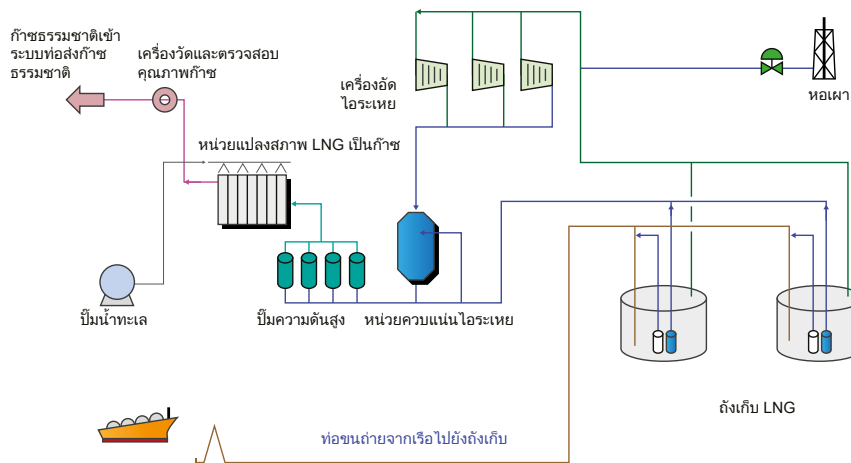 ก๊าซธรรมชาติเข้า
ระบบท่อส่งก๊าซ
ธรรมชาติ
เครื่องวัดและตรวจสอบ
คุณภาพก๊าซ
เครื่องอัด
ไอระเหย
หอเผา
หน่วยแปลงสภาพ LNG เป็นก๊าซ
ปั๊มน้ำทะเล
ปั๊มความดันสูง
หน่วยควบแน่นไอระเหย
ถังเก็บ LNG
ท่อขนถ่ายจากเรือไปยังถังเก็บ